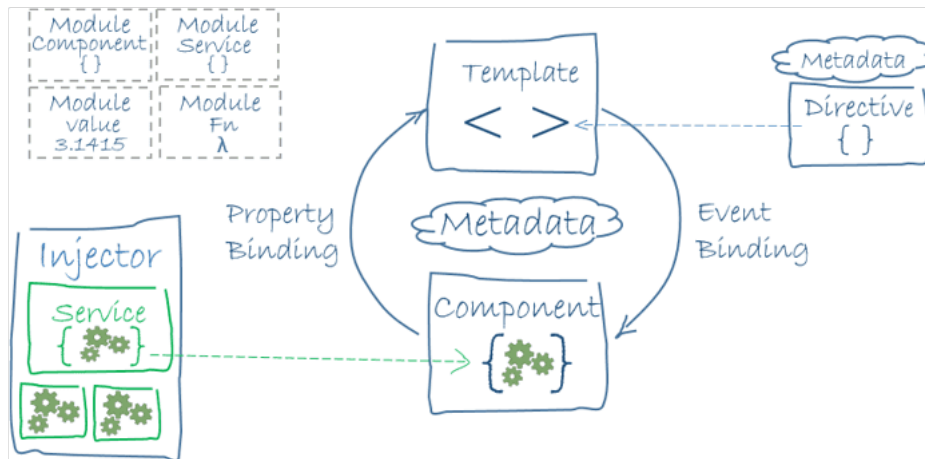 Module
Component
{ }
Module
Service
{ }
Module
value
3.1415
Module
Fn
λ
Template
< >
Metadata
Directive
{ }
Property
Binding
Metadata
Event
Binding
Injector
Service
{ }
Component
{ }